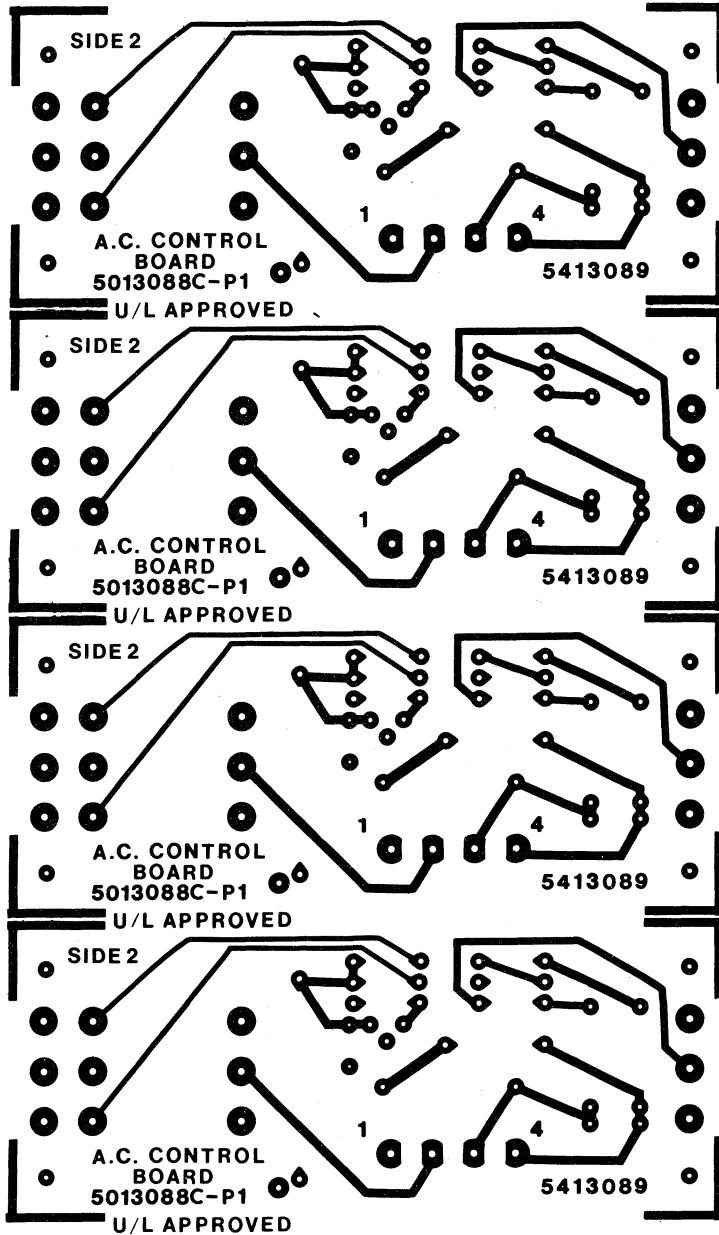 SIDE 2
1 4
A.C. CONTROL
BOARD
5013088C-P1
5413089
U/L APPROVED
SIDE 2
1 4
A.C. CONTROL
BOARD
5013088C-P1
5413089
U/L APPROVED
SIDE 2
1 4
A.C. CONTROL
BOARD
5013088C-P1
5413089
U/L APPROVED
SIDE 2
1 4
A.C. CONTROL
BOARD
5013088C-P1
5413089
U/L APPROVED